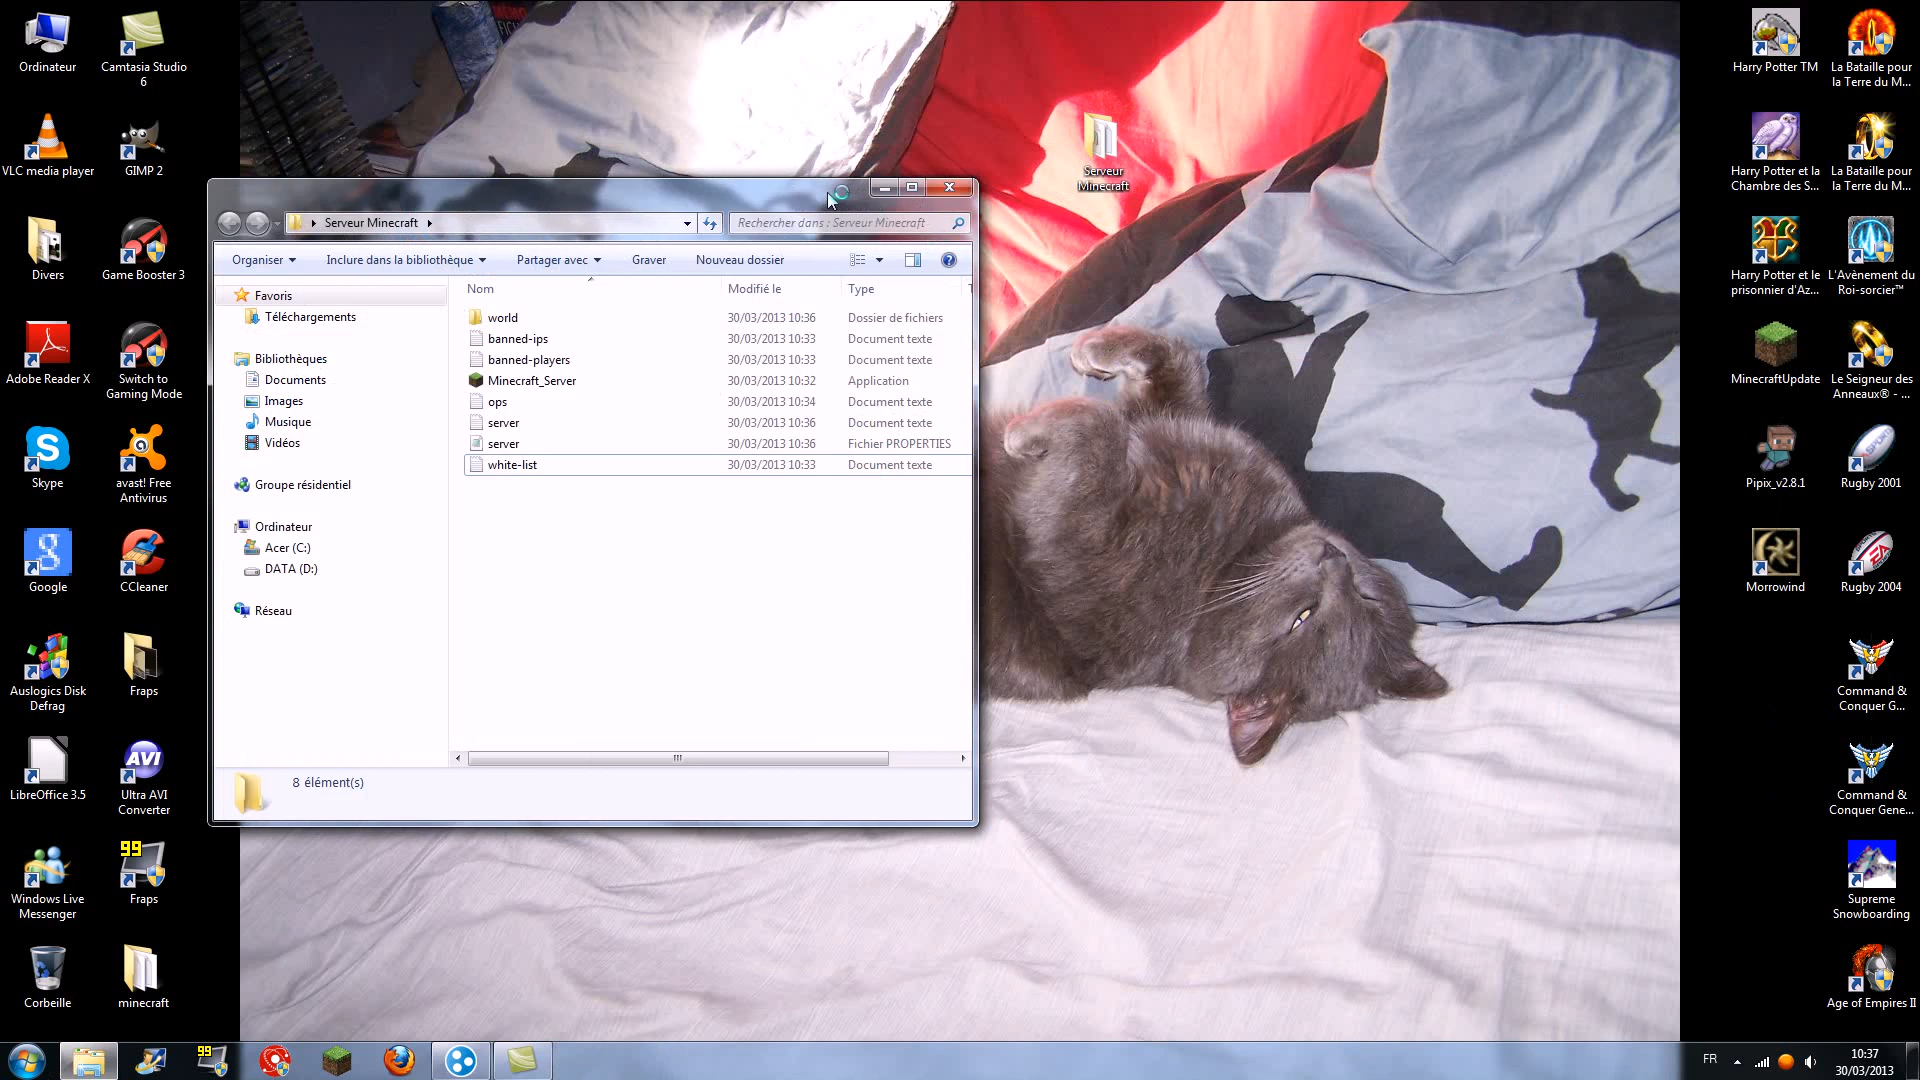 Ordinateur
Camtasia Studio
6
VLC media player
GIMP 2
Divers
Game Booster 3
Adobe Reader X
Switch to
Gaming Mode
Skype
avast! Free
Antivirus
Google
CCleaner
Auslogics Disk
Defrag
Fraps
LibreOffice 3.5
AVI
Ultra AVI
Converter
Windows Live
Messenger
99
Fraps
Corbeille
minecraft
Serveur
Minecraft
Serveur Minecraft
Rechercher dans : Serveur Minecraft
Organiser
Inclure dans la bibliothèque
Partager avec
Graver
Nouveau dossier
Favoris
Téléchargements
Bibliothèques
Documents
Images
Musique
Vidéos
Groupe résidentiel
Ordinateur
Acer (C:)
DATA (D:)
Réseau
Nom Modifié le Type T
world 30/03/2013 10:36 Dossier de fichiers
banned-ips 30/03/2013 10:33 Document texte
banned-players 30/03/2013 10:33 Document texte
Minecraft_Server 30/03/2013 10:32 Application
ops 30/03/2013 10:34 Document texte
server 30/03/2013 10:36 Document texte
server 30/03/2013 10:36 Fichier PROPERTIES
white-list 30/03/2013 10:33 Document texte
8 élément(s)
Harry Potter TM
La Bataille pour
la Terre du M...
Harry Potter et la
Chambre des S...
La Bataille pour
la Terre du M...
Harry Potter et le
prisonnier d'Az...
L'Avènement du
Roi-sorcier™
MinecraftUpdate
Le Seigneur des
Anneaux® - ...
Pipix_v2.8.1
Rugby 2001
Morrowind
Rugby 2004
Command &
Conquer G...
Command &
Conquer Gene...
Supreme
Snowboarding
Age of Empires II
99
FR
10:37
30/03/2013